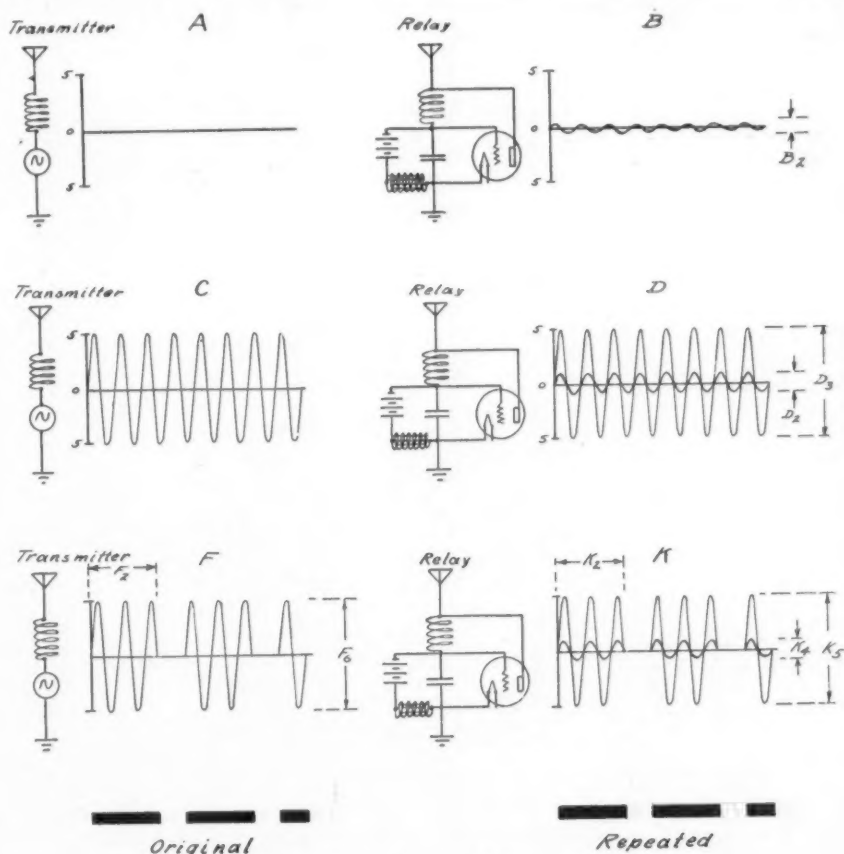 Transmitter A Relay B
5
0
5
5
0
5
B2
Transmitter C Relay D
5
0
5
5
0
5
D2
D3
Transmitter F Relay K
F2
F6
K2
K4
K5
Original Repeated